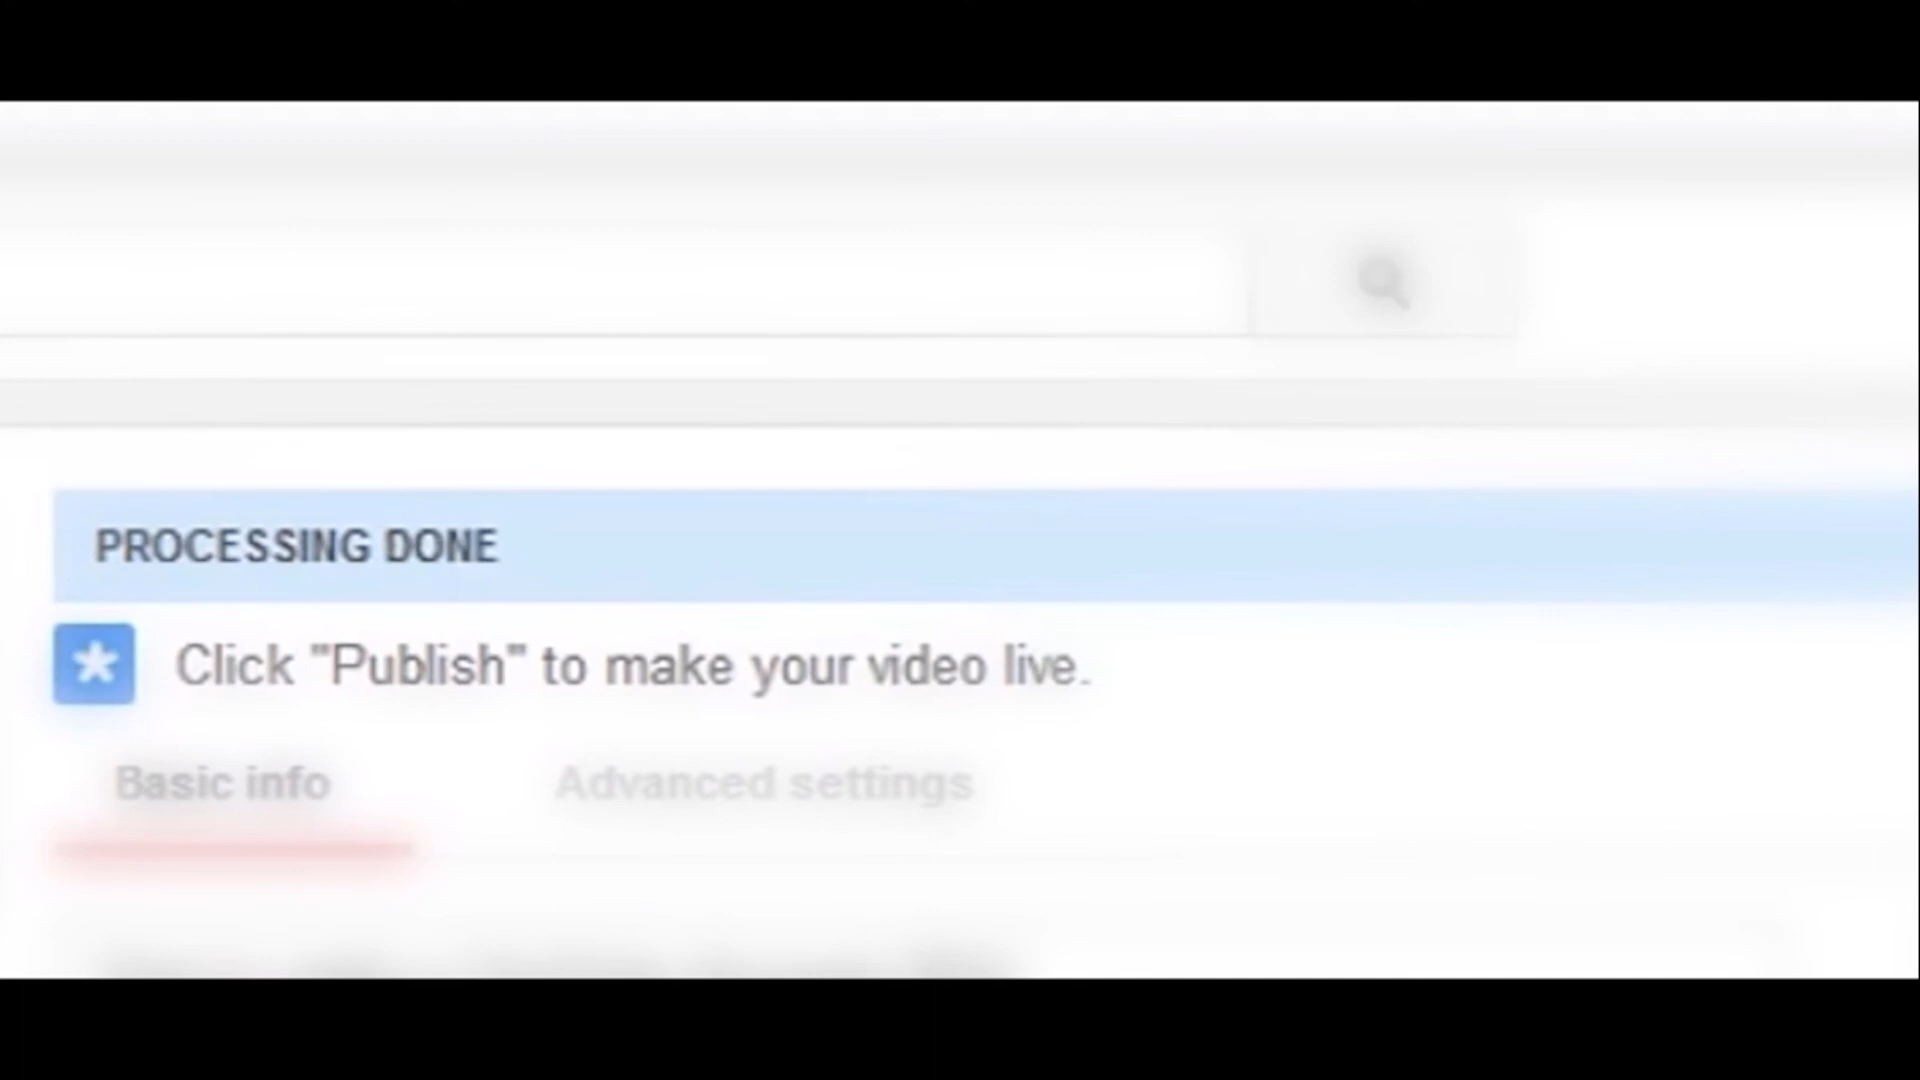 PROCESSING DONE
Click "Publish" to make your video live.
Basic info
Advanced settings